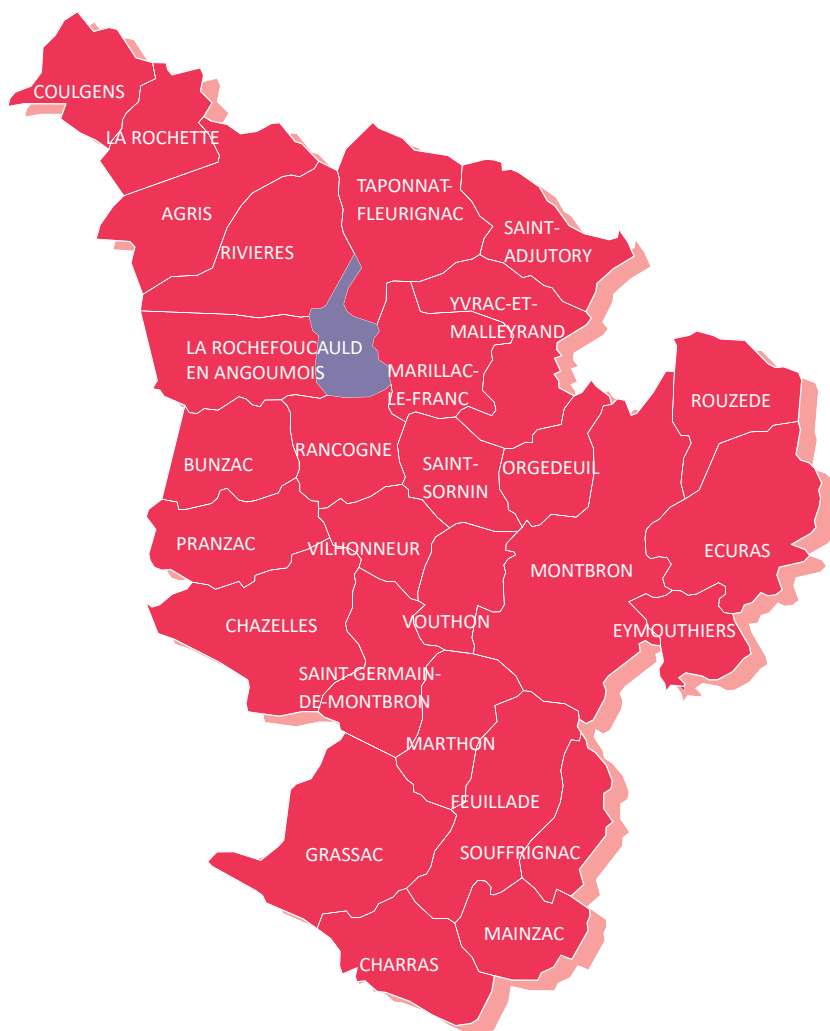 COULGENS
LA ROCHETTE
TAPONNAT-
FLEURIGNAC
AGRIS
SAINT-
ADJUTORY
RIVIERES
YVRAC-ET-
MALLEYRAND
LA ROCHEFOUCAULD
EN ANGOUMOIS
MARILLAC-
LE-FRANC
ROUZEDE
RANCOGNE
BUNZAC
SAINT-
SORNIN
ORGEDEUIL
PRANZAC
VILHONNEUR
ECURAS
MONTBRON
CHAZELLES
VOUTHON
EYMOUTHIERS
SAINT-GERMAIN-
DE-MONTBRON
MARTHON
FEUILLADE
GRASSAC
SOUFFRIGNAC
MAINZAC
CHARRAS